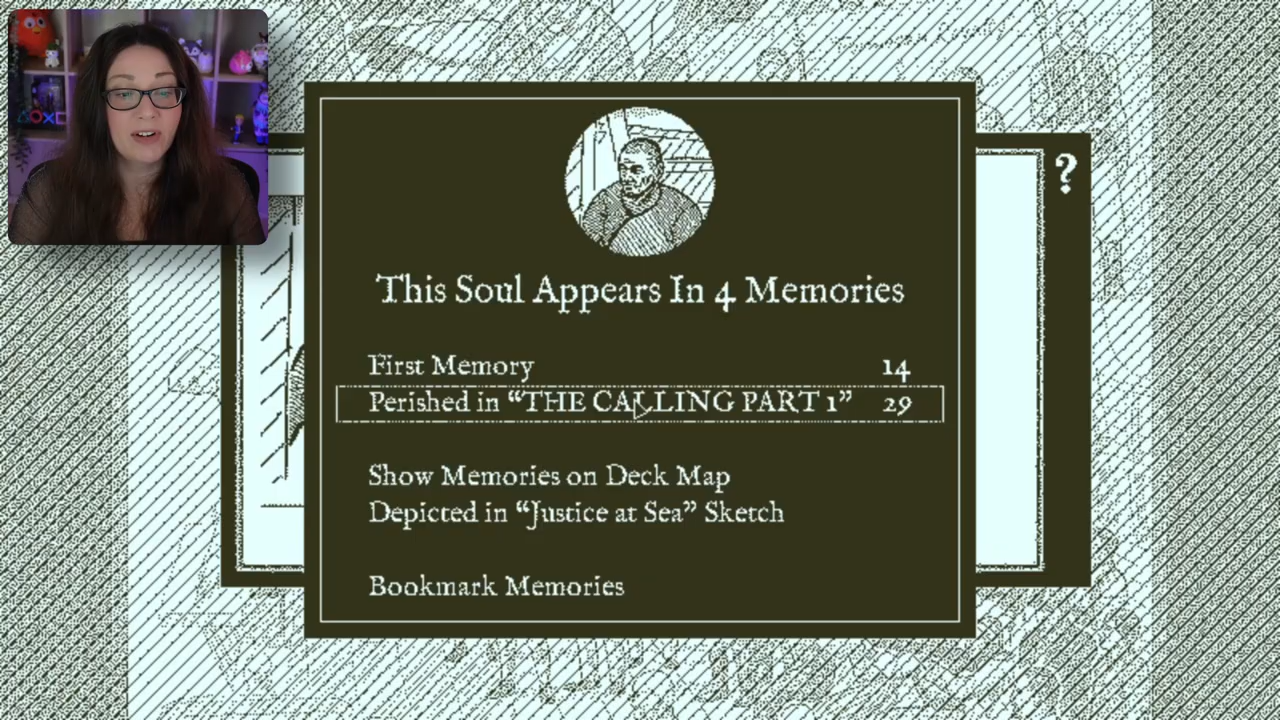 ?
This Soul Appears In 4 Memories
First Memory 14
Perished in “THE CALLING PART 1” 29
Show Memories on Deck Map
Depicted in “Justice at Sea” Sketch
Bookmark Memories